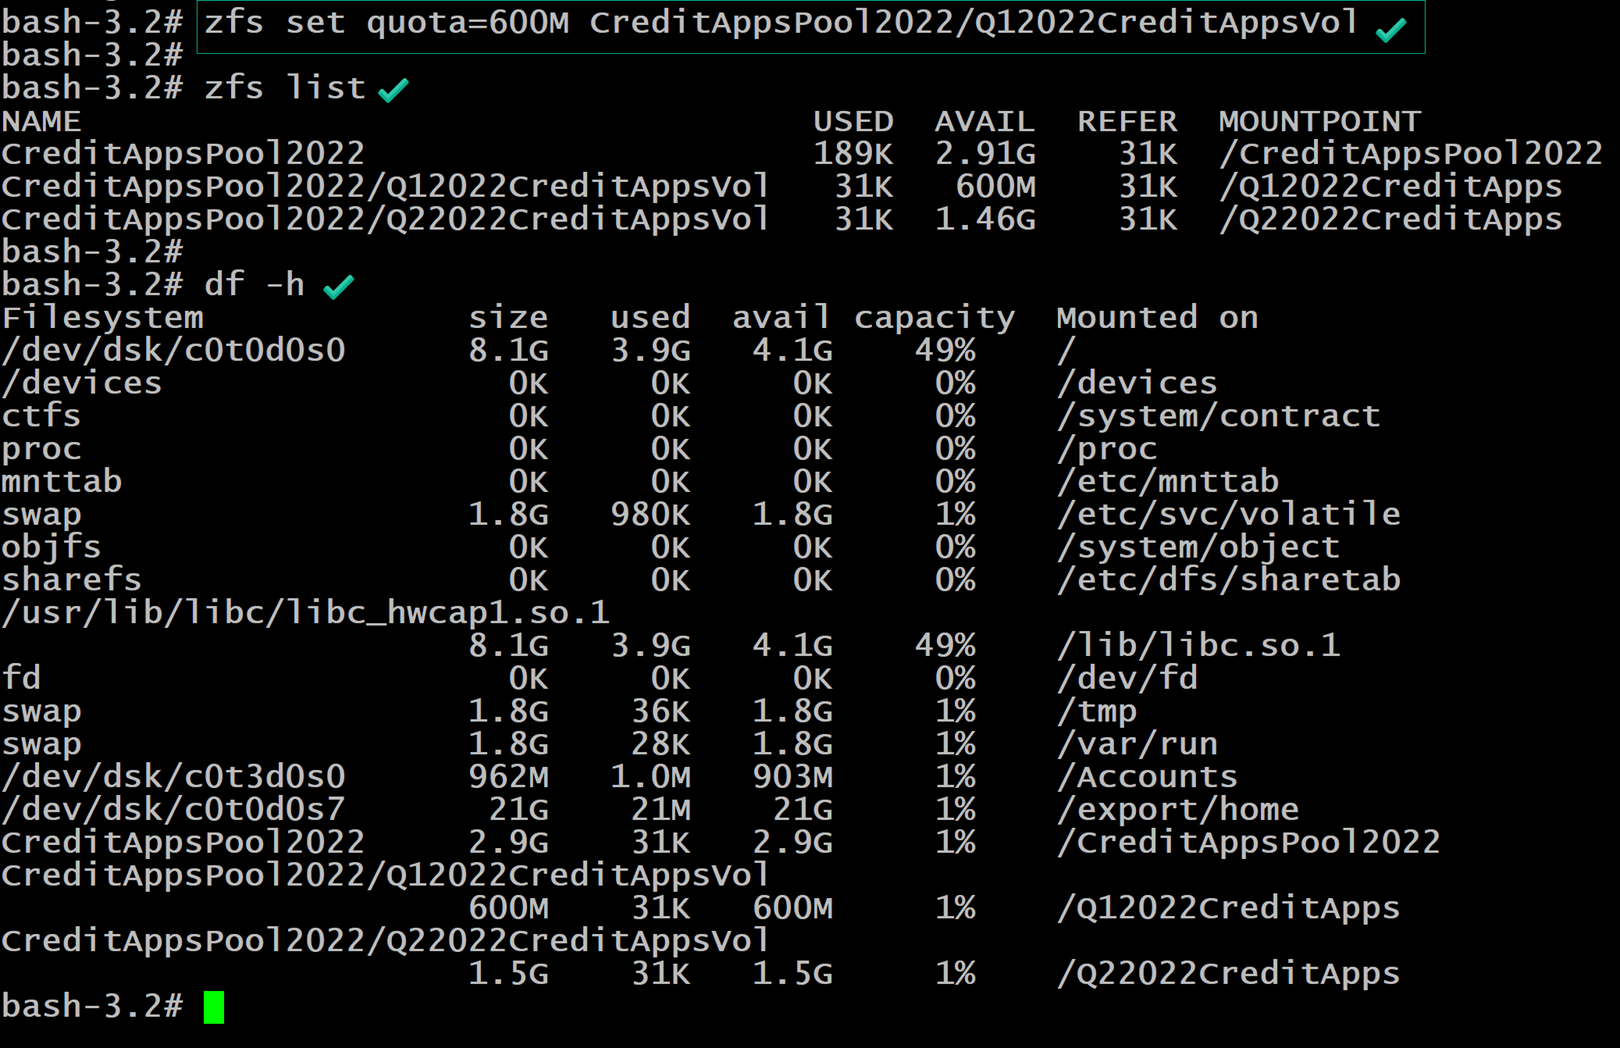 bash-3.2# zfs set quota=600M CreditAppsPool2022/Q12022CreditAppsVol
bash-3.2#
bash-3.2# zfs list
NAME USED AVAIL REFER MOUNTPOINT
CreditAppsPool2022 189K 2.91G 31K /CreditAppsPool2022
CreditAppsPool2022/Q12022CreditAppsVol 31K 600M 31K /Q12022CreditApps
CreditAppsPool2022/Q22022CreditAppsVol 31K 1.46G 31K /Q22022CreditApps
bash-3.2#
bash-3.2# df -h
Filesystem size used avail capacity Mounted on
/dev/dsk/c0t0d0s0 8.1G 3.9G 4.1G 49% /
/devices 0K 0K 0K 0% /devices
ctfs 0K 0K 0K 0% /system/contract
proc 0K 0K 0K 0% /proc
mnttab 0K 0K 0K 0% /etc/mnttab
swap 1.8G 980K 1.8G 1% /etc/svc/volatile
objfs 0K 0K 0K 0% /system/object
sharefs 0K 0K 0K 0% /etc/dfs/sharetab
/usr/lib/libc/libc_hwcap1.so.1
8.1G 3.9G 4.1G 49% /lib/libc.so.1
fd 0K 0K 0K 0% /dev/fd
swap 1.8G 36K 1.8G 1% /tmp
swap 1.8G 28K 1.8G 1% /var/run
/dev/dsk/c0t3d0s0 962M 1.0M 903M 1% /Accounts
/dev/dsk/c0t0d0s7 21G 21M 21G 1% /export/home
CreditAppsPool2022 2.9G 31K 2.9G 1% /CreditAppsPool2022
CreditAppsPool2022/Q12022CreditAppsVol
600M 31K 600M 1% /Q12022CreditApps
CreditAppsPool2022/Q22022CreditAppsVol
1.5G 31K 1.5G 1% /Q22022CreditApps
bash-3.2#